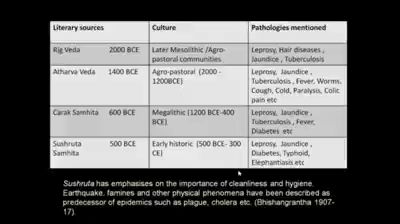 Literary sources Culture Pathologies mentioned
Rig Veda 2000 BCE Later Mesolithic /Agro- Leprosy, Hair diseases ,
pastoral communities Jaundice , Tuberculosis
Atharva Veda 1400 BCE Agro-pastoral (2000 - Leprosy, Jaundice ,
1200BCE) Tuberculosis , Fever, Worms,
Cough, Cold, Paralysis, Colic
pain etc
Carak Samhita 600 BCE Megalithic (1200 BCE-400 Leprosy, Jaundice ,
BCE) Tuberculosis , Fever,
Diabetes etc
Sushruta 500 BCE Early historic (500 BCE- 300 Leprosy, Jaundice ,
Samhita CE) Diabetes, Typhoid,
Elephantiasis etc
Sushruta has emphasises on the importance of cleanliness and hygiene.
Earthquake, famines and other physical phenomena have been described as
predecessor of epidemics such as plague, cholera etc. (Bhishangrantha 1907-
17).